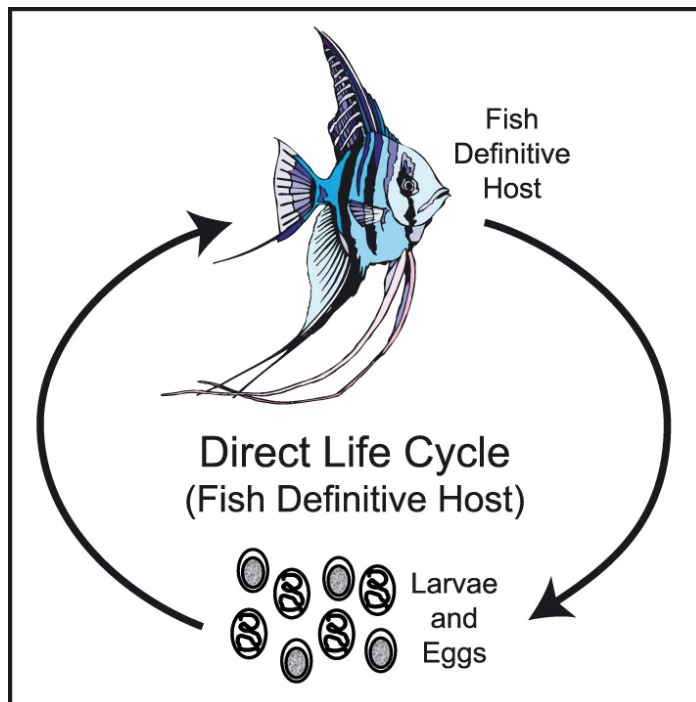 Fish
Definitive
Host
Direct Life Cycle
(Fish Definitive Host)
Larvae
and
Eggs